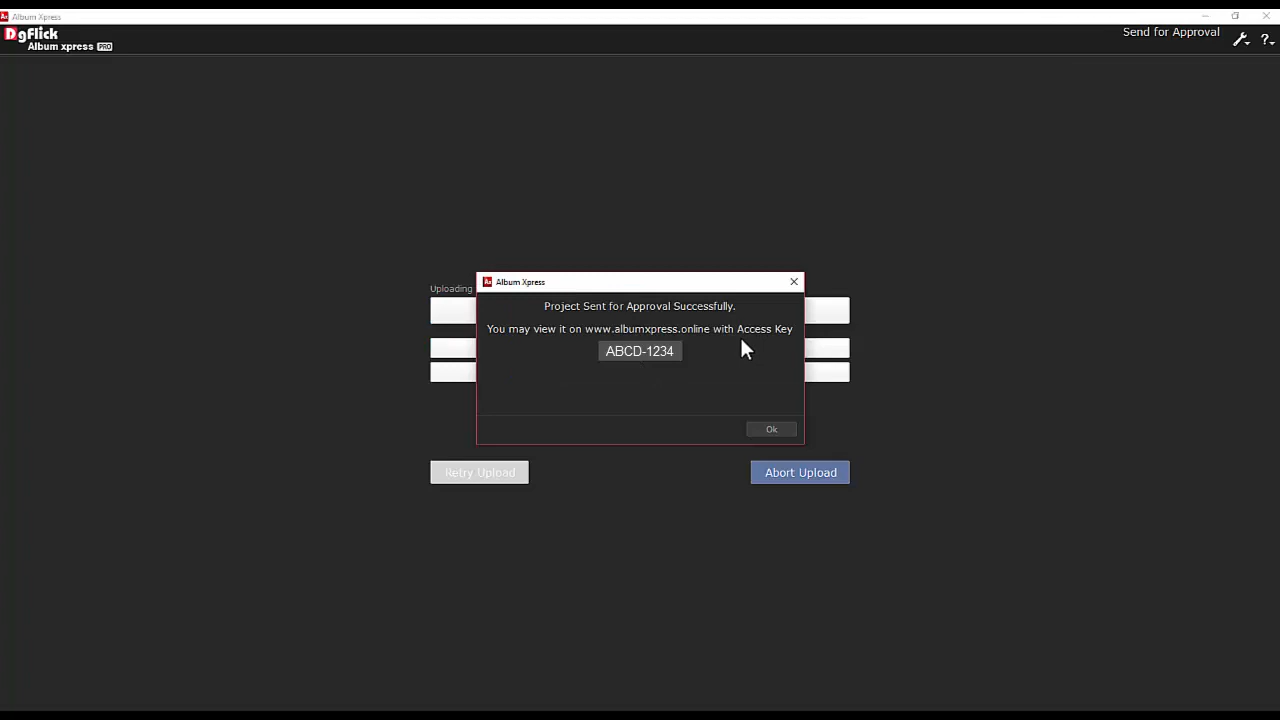 Album Xpress
DgFlick
Album xpress PRO
Send for Approval
?
Uploading
Album Xpress
Project Sent for Approval Successfully.
You may view it on www.albumxpress.online with Access Key
ABCD-1234
Ok
Retry Upload
Abort Upload